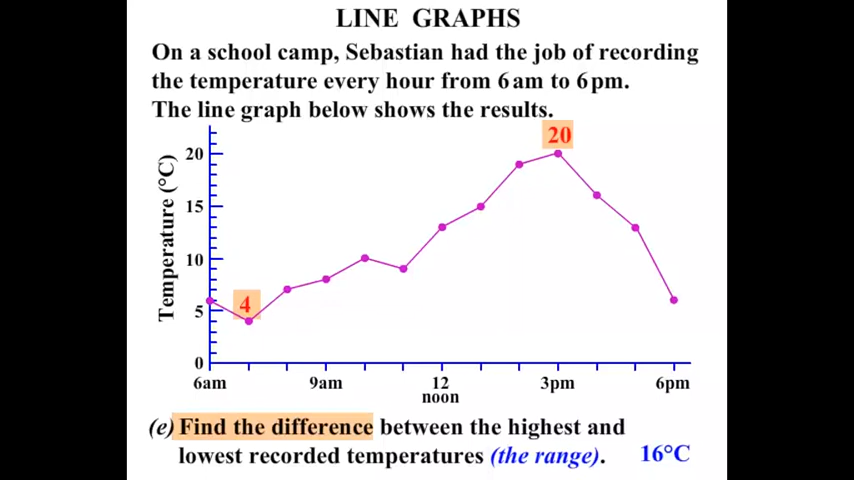 LINE GRAPHS
On a school camp, Sebastian had the job of recording
the temperature every hour from 6 am to 6 pm.
The line graph below shows the results.
20
Temperature (°C)
20
15
10
5
0
4
6am 9am 12 noon 3pm 6pm
(e) Find the difference between the highest and
lowest recorded temperatures (the range). 16°C